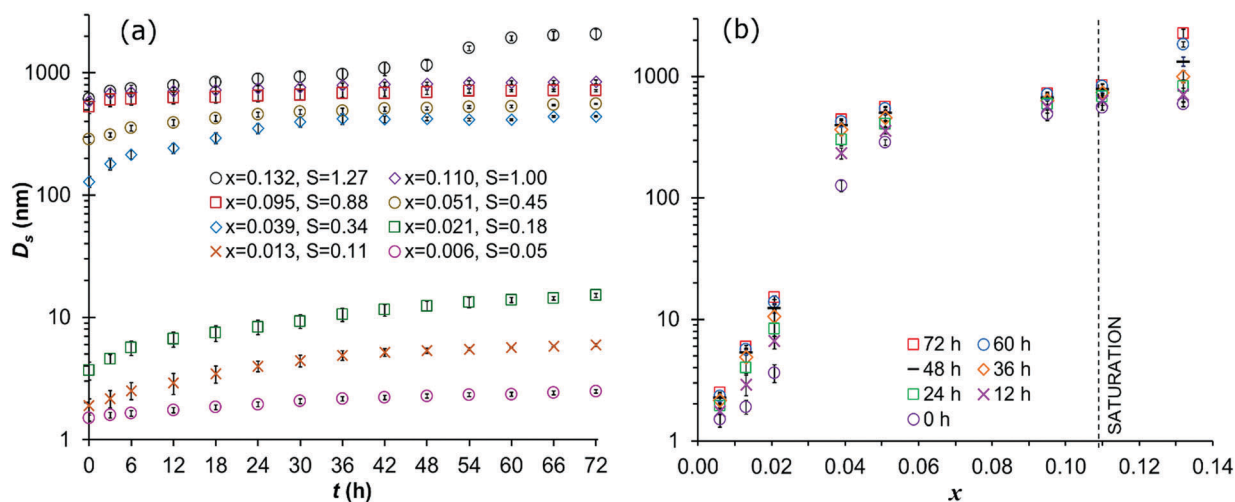 (a)
1000
100
10
1
D_s (nm)
x=0.132, S=1.27 x=0.110, S=1.00
x=0.095, S=0.88 x=0.051, S=0.45
x=0.039, S=0.34 x=0.021, S=0.18
x=0.013, S=0.11 x=0.006, S=0.05
0 6 12 18 24 30 36 42 48 54 60 66 72
t (h)
(b)
1000
100
10
1
72 h 60 h
48 h 36 h
24 h 12 h
0 h
SATURATION
0.00 0.02 0.04 0.06 0.08 0.10 0.12 0.14
x